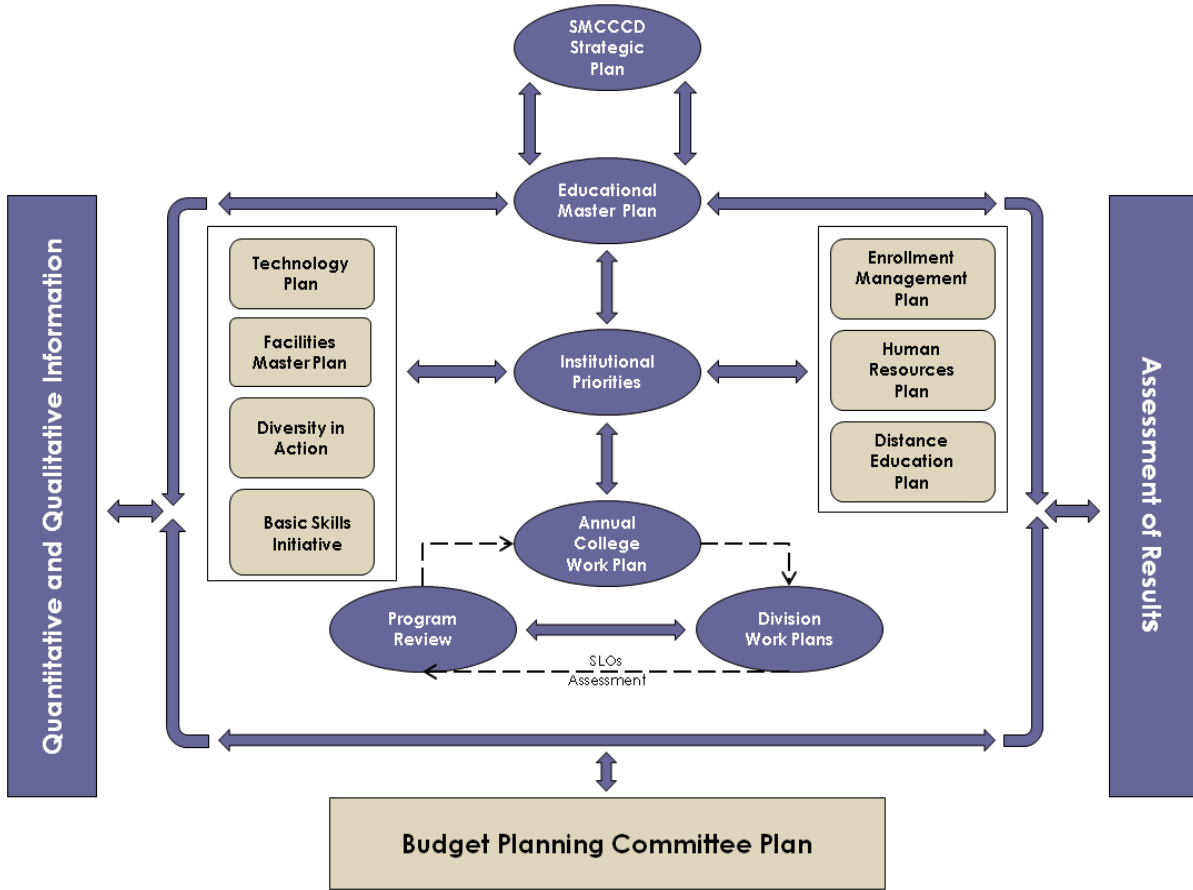 SMCCCD
Strategic
Plan
Educational
Master Plan
Quantitative and Qualitative Information
Technology
Plan
Facilities
Master Plan
Diversity in
Action
Basic Skills
Initiative
Institutional
Priorities
Enrollment
Management
Plan
Human
Resources
Plan
Distance
Education
Plan
Assessment of Results
Annual
College
Work Plan
Program
Review
Division
Work Plans
SLOs
Assessment
Budget Planning Committee Plan